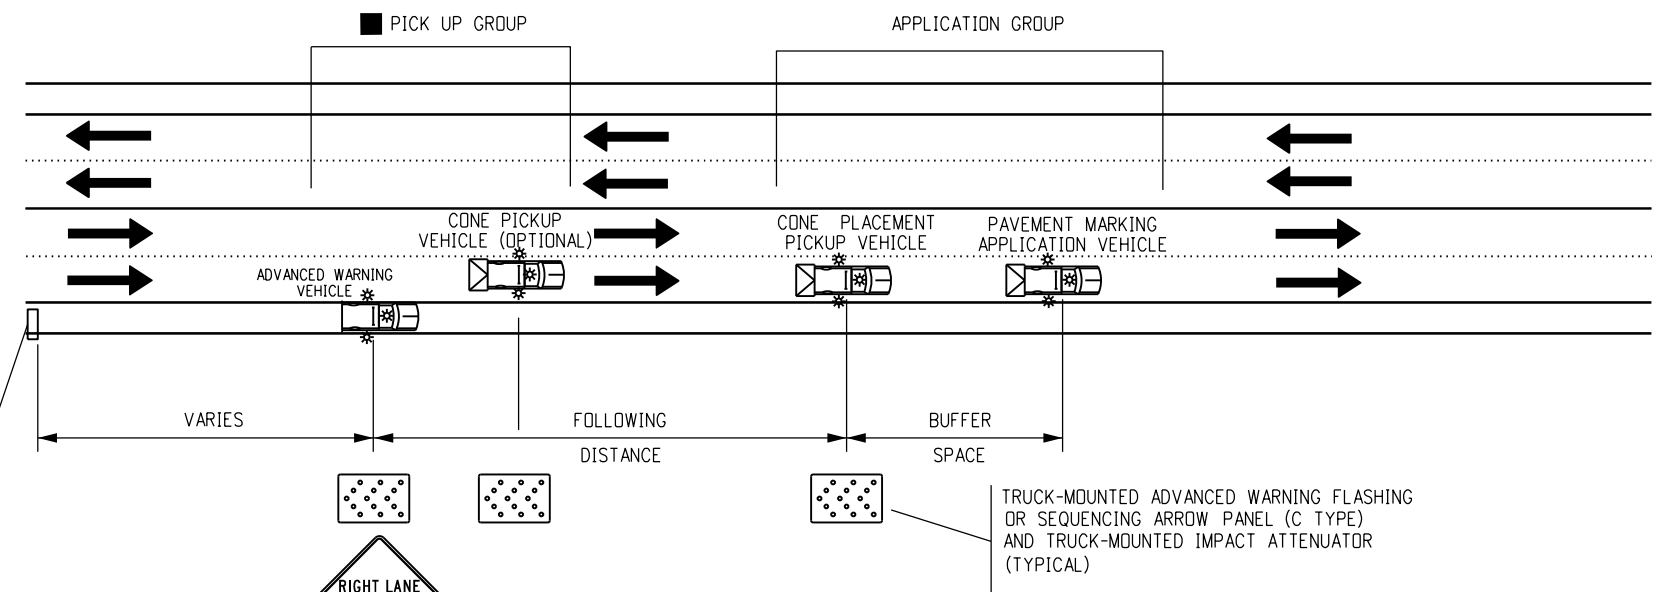 PICK UP GROUP
APPLICATION GROUP
CONE PICKUP
VEHICLE (OPTIONAL)
CONE PLACEMENT
PICKUP VEHICLE
PAVEMENT MARKING
APPLICATION VEHICLE
ADVANCED WARNING
VEHICLE
VARIES
FOLLOWING
DISTANCE
BUFFER
SPACE
TRUCK-MOUNTED ADVANCED WARNING FLASHING
OR SEQUENCING ARROW PANEL (C TYPE)
AND TRUCK-MOUNTED IMPACT ATTENUATOR
(TYPICAL)
RIGHT LANE